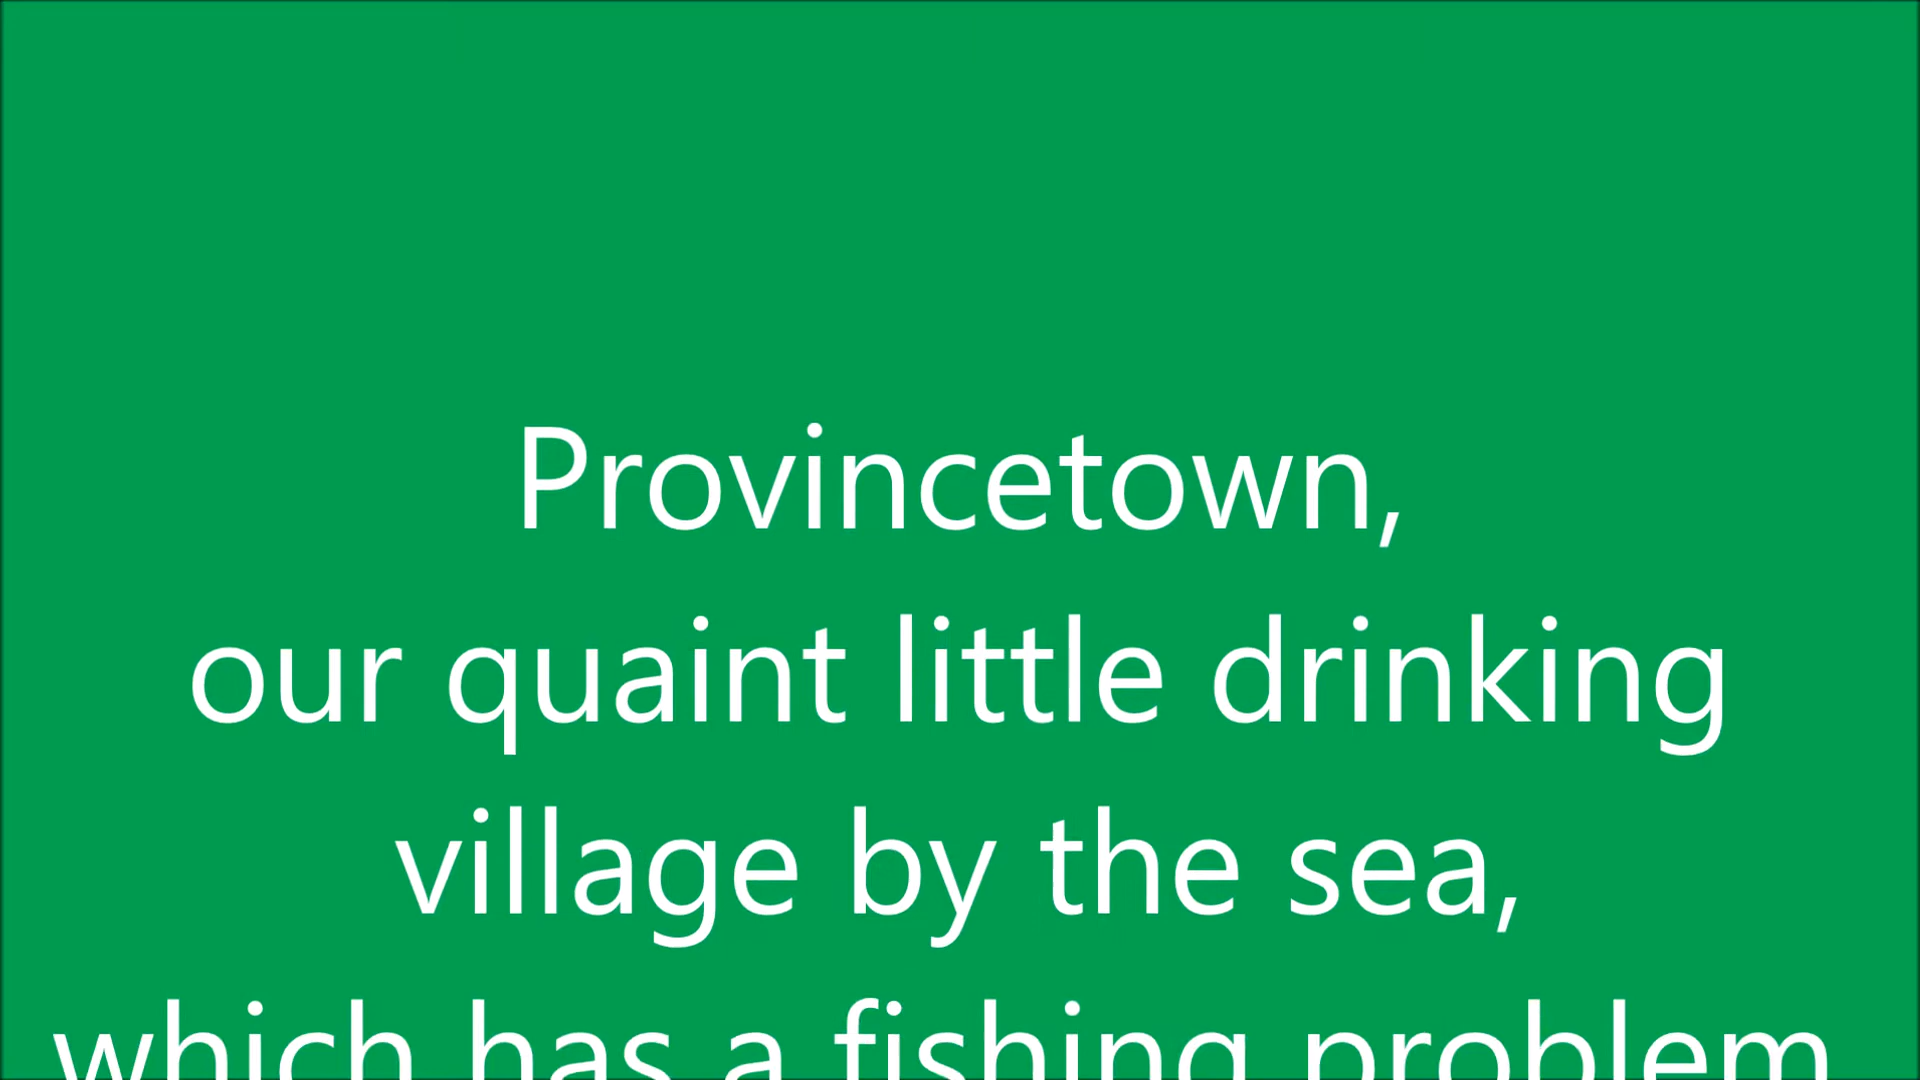 Provincetown,
our quaint little drinking
village by the sea,
which has a fishing problem